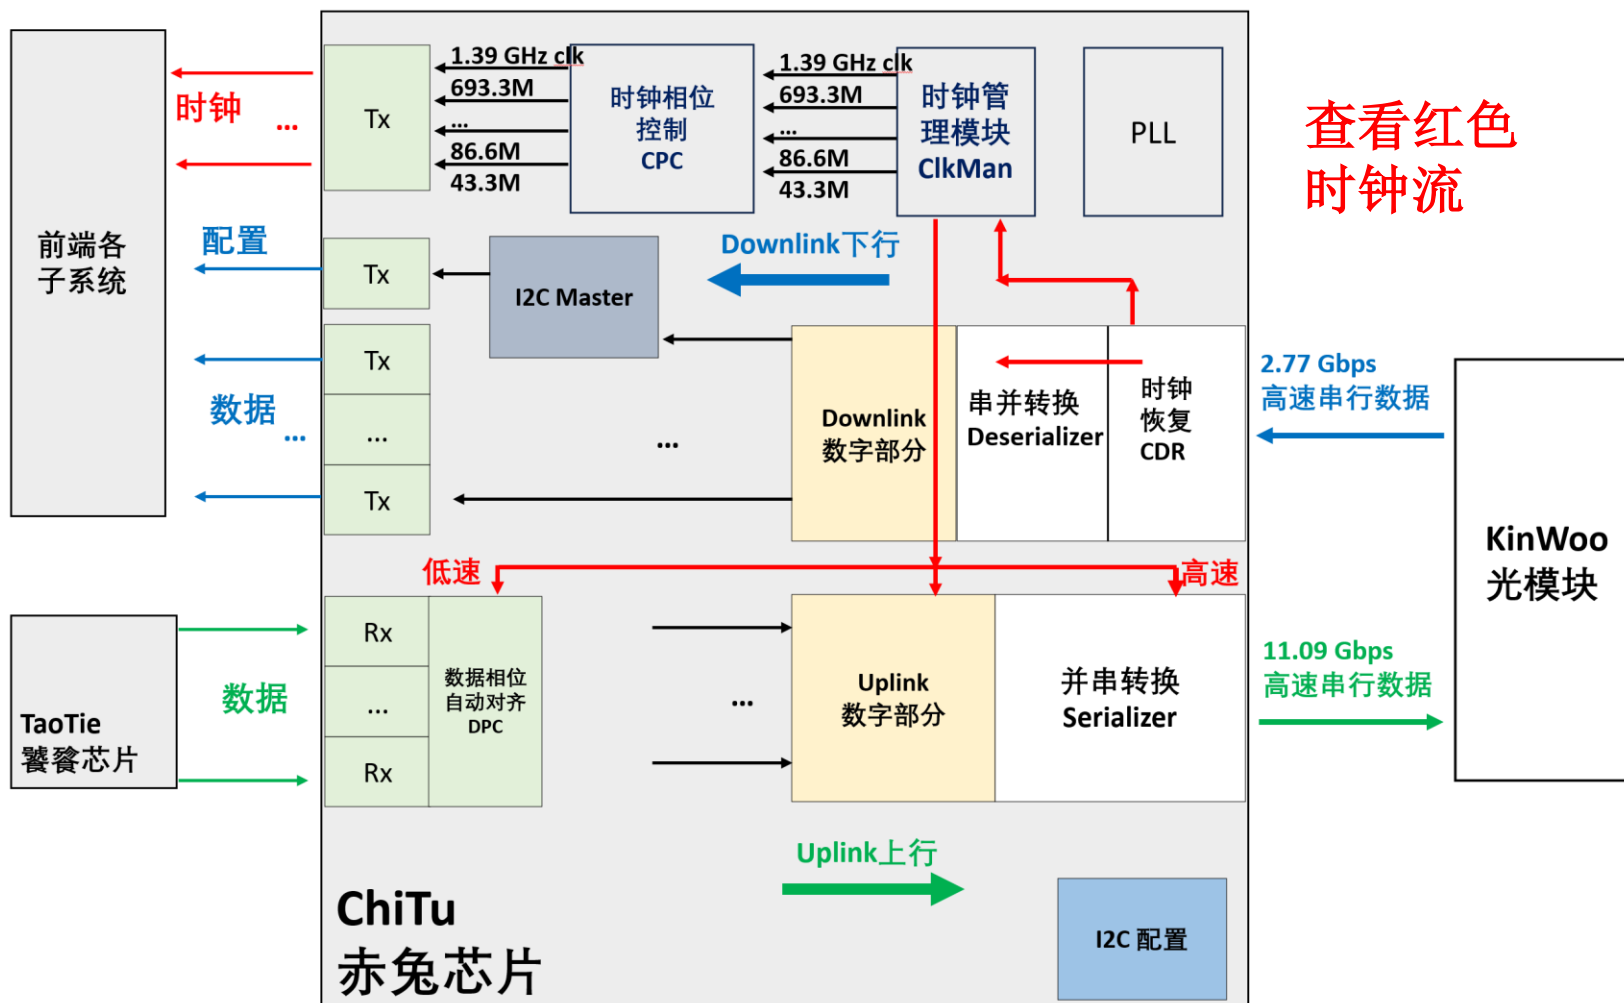 1.39 GHz clk
693.3M
...
86.6M
43.3M
1.39 GHz clk
693.3M
...
86.6M
43.3M
时钟
...
Tx
时钟相位
控制
CPC
时钟管
理模块
ClkMan
PLL
查看红色
时钟流
前端各
子系统
配置
Tx
I2C Master
Downlink下行
数据
...
Tx
...
Tx
...
Downlink
数字部分
串并转换
Deserializer
时钟
恢复
CDR
2.77 Gbps
高速串行数据
KinWoo
光模块
低速
高速
TaoTie
饕餮芯片
数据
Rx
...
Rx
数据相位
自动对齐
DPC
...
Uplink
数字部分
并串转换
Serializer
11.09 Gbps
高速串行数据
Uplink上行
ChiTu
赤兔芯片
I2C 配置